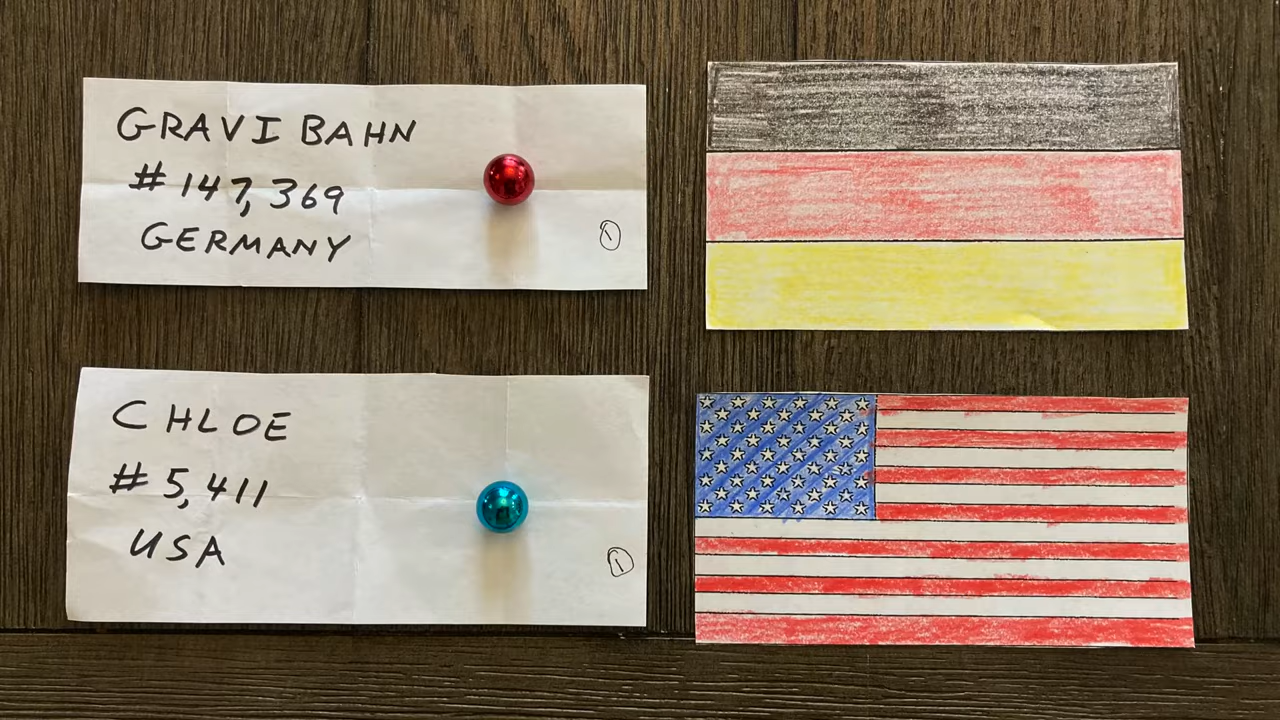 GRAVI BAHN
# 147,369
GERMANY
1
CHLOE
# 5,411
USA
1